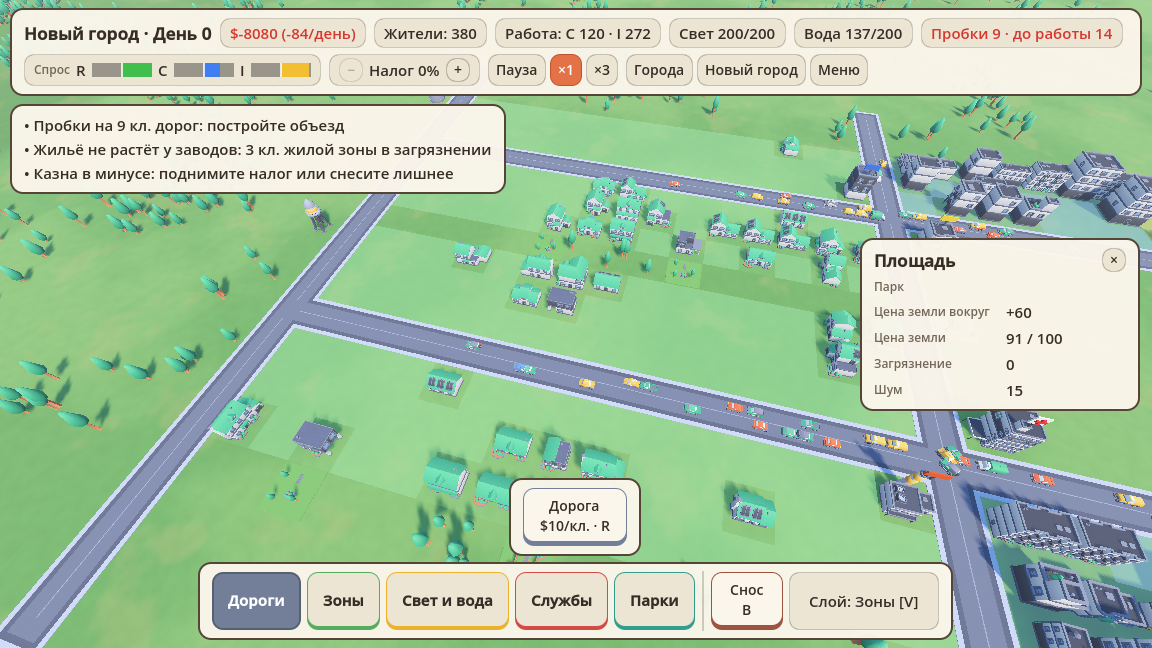 Новый город · День 0
$-8080 (-84/день)
Жители: 380
Работа: C 120 · I 272
Свет 200/200
Вода 137/200
Пробки 9 · до работы 14
Спрос R C I
− Налог 0% +
Пауза
×1
×3
Города
Новый город
Меню
• Пробки на 9 кл. дорог: постройте объезд
• Жильё не растёт у заводов: 3 кл. жилой зоны в загрязнении
• Казна в минусе: поднимите налог или снесите лишнее
Площадь ×
Парк
Цена земли вокруг +60
Цена земли 91 / 100
Загрязнение 0
Шум 15
Дорога
$10/кл. · R
Дороги
Зоны
Свет и вода
Службы
Парки
Снос
B
Слой: Зоны [V]